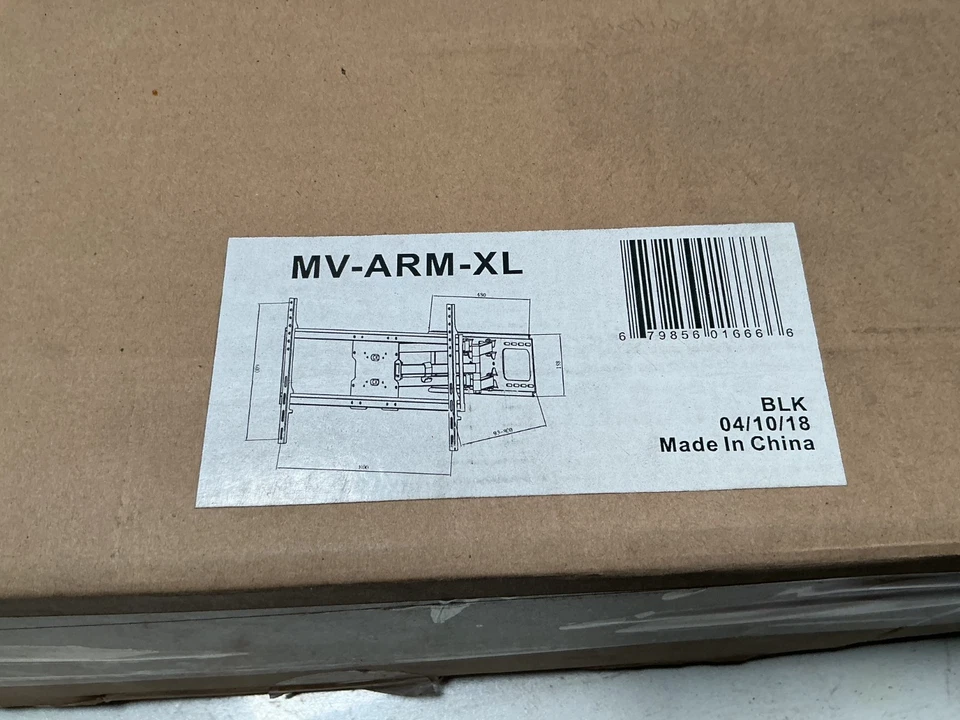 MV-ARM-XL
6 79856 01666 6
BLK
04/10/18
Made In China